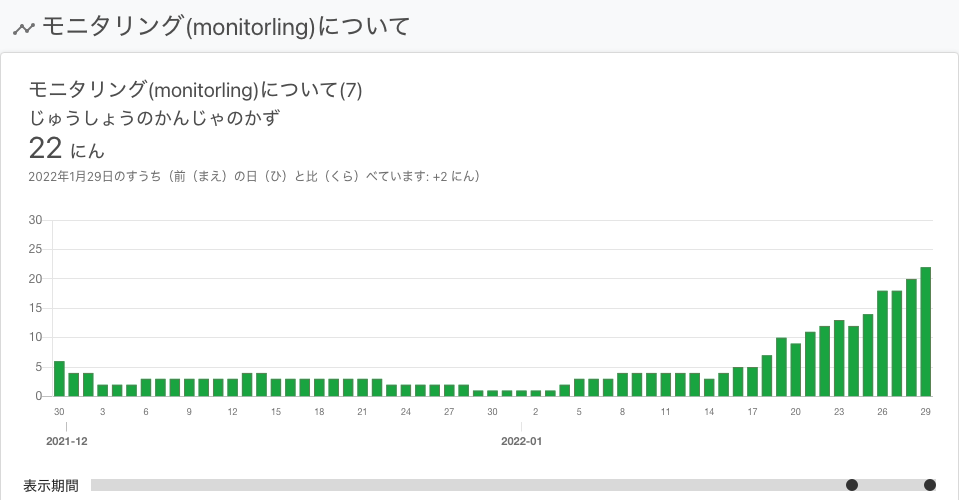 モニタリング(monitorling)について
モニタリング(monitorling)について(7)
じゅうしょうのかんじゃのかず
22 にん
2022年1月29日のすうち（前（まえ）の日（ひ）と比（くら）べています: +2 にん）
30
25
20
15
10
5
0
30 3 6 9 12 15 18 21 24 27 30 2 5 8 11 14 17 20 23 26 29
2021-12 2022-01
表示期間